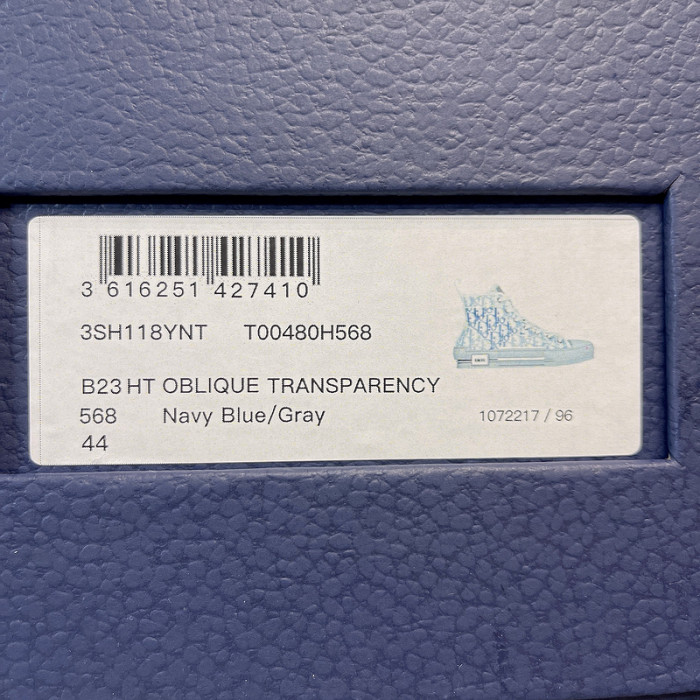 3 616251 427410
3SH118YNT T00480H568
B23 HT OBLIQUE TRANSPARENCY
568 Navy Blue/Gray
44
1072217 / 96